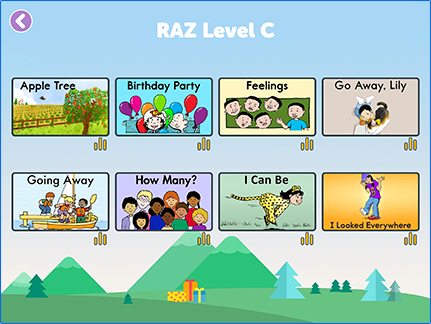 RAZ Level C
Apple Tree
Birthday Party
Feelings
Go Away, Lily
Going Away
How Many?
I Can Be
I Looked Everywhere